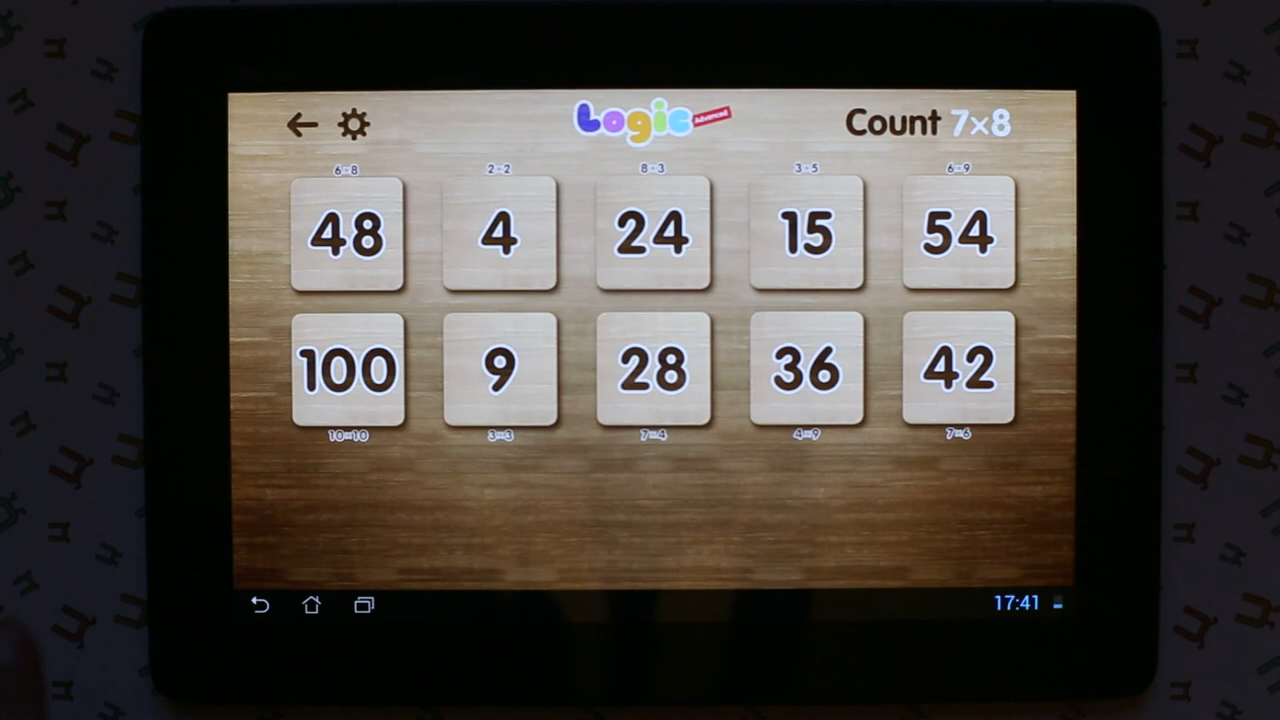 Logic Advanced
Count 7×8
6×8 2×2 8×3 3×5 6×9
48 4 24 15 54
100 9 28 36 42
10×10 3×3 7×4 4×9 7×6
17:41